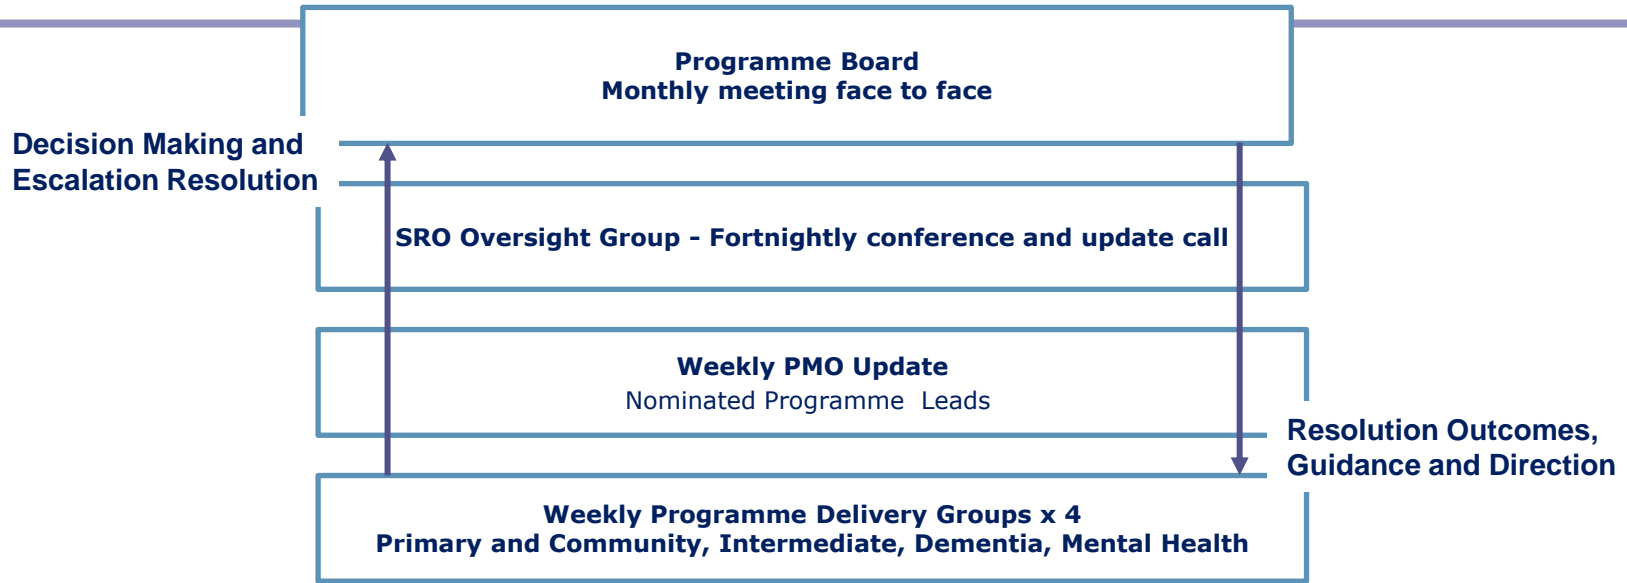 Programme Board
Monthly meeting face to face
Decision Making and
Escalation Resolution
SRO Oversight Group - Fortnightly conference and update call
Weekly PMO Update
Nominated Programme Leads
Resolution Outcomes,
Guidance and Direction
Weekly Programme Delivery Groups x 4
Primary and Community, Intermediate, Dementia, Mental Health